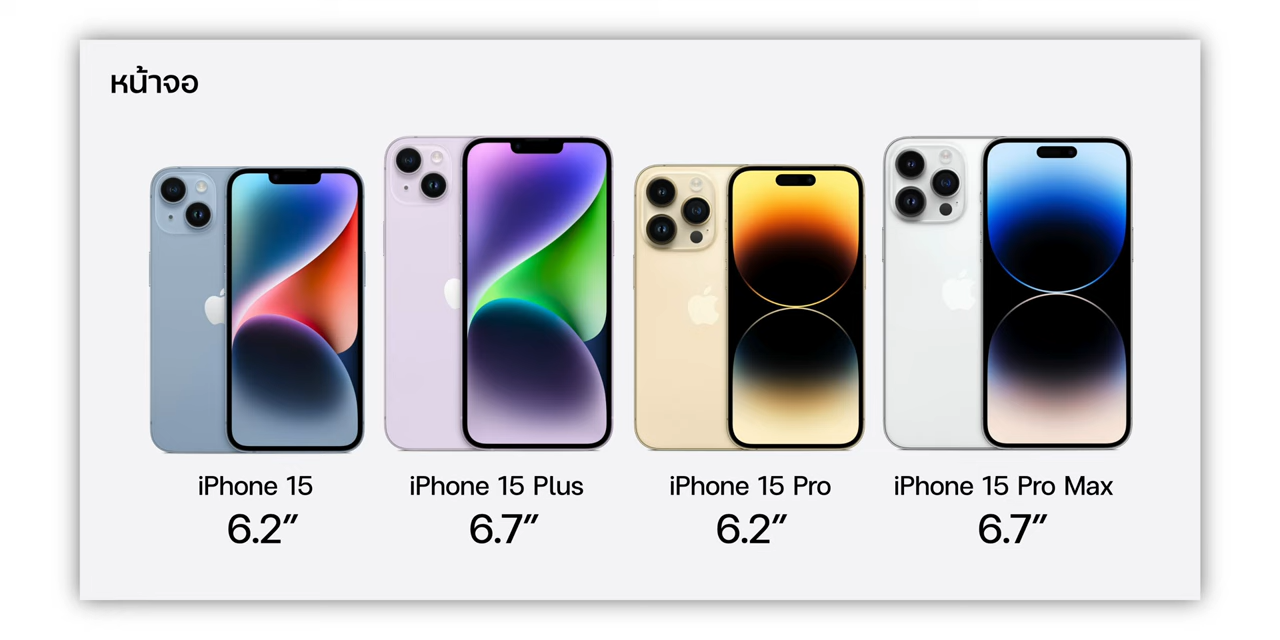 หน้าจอ
iPhone 15
6.2″
iPhone 15 Plus
6.7″
iPhone 15 Pro
6.2″
iPhone 15 Pro Max
6.7″